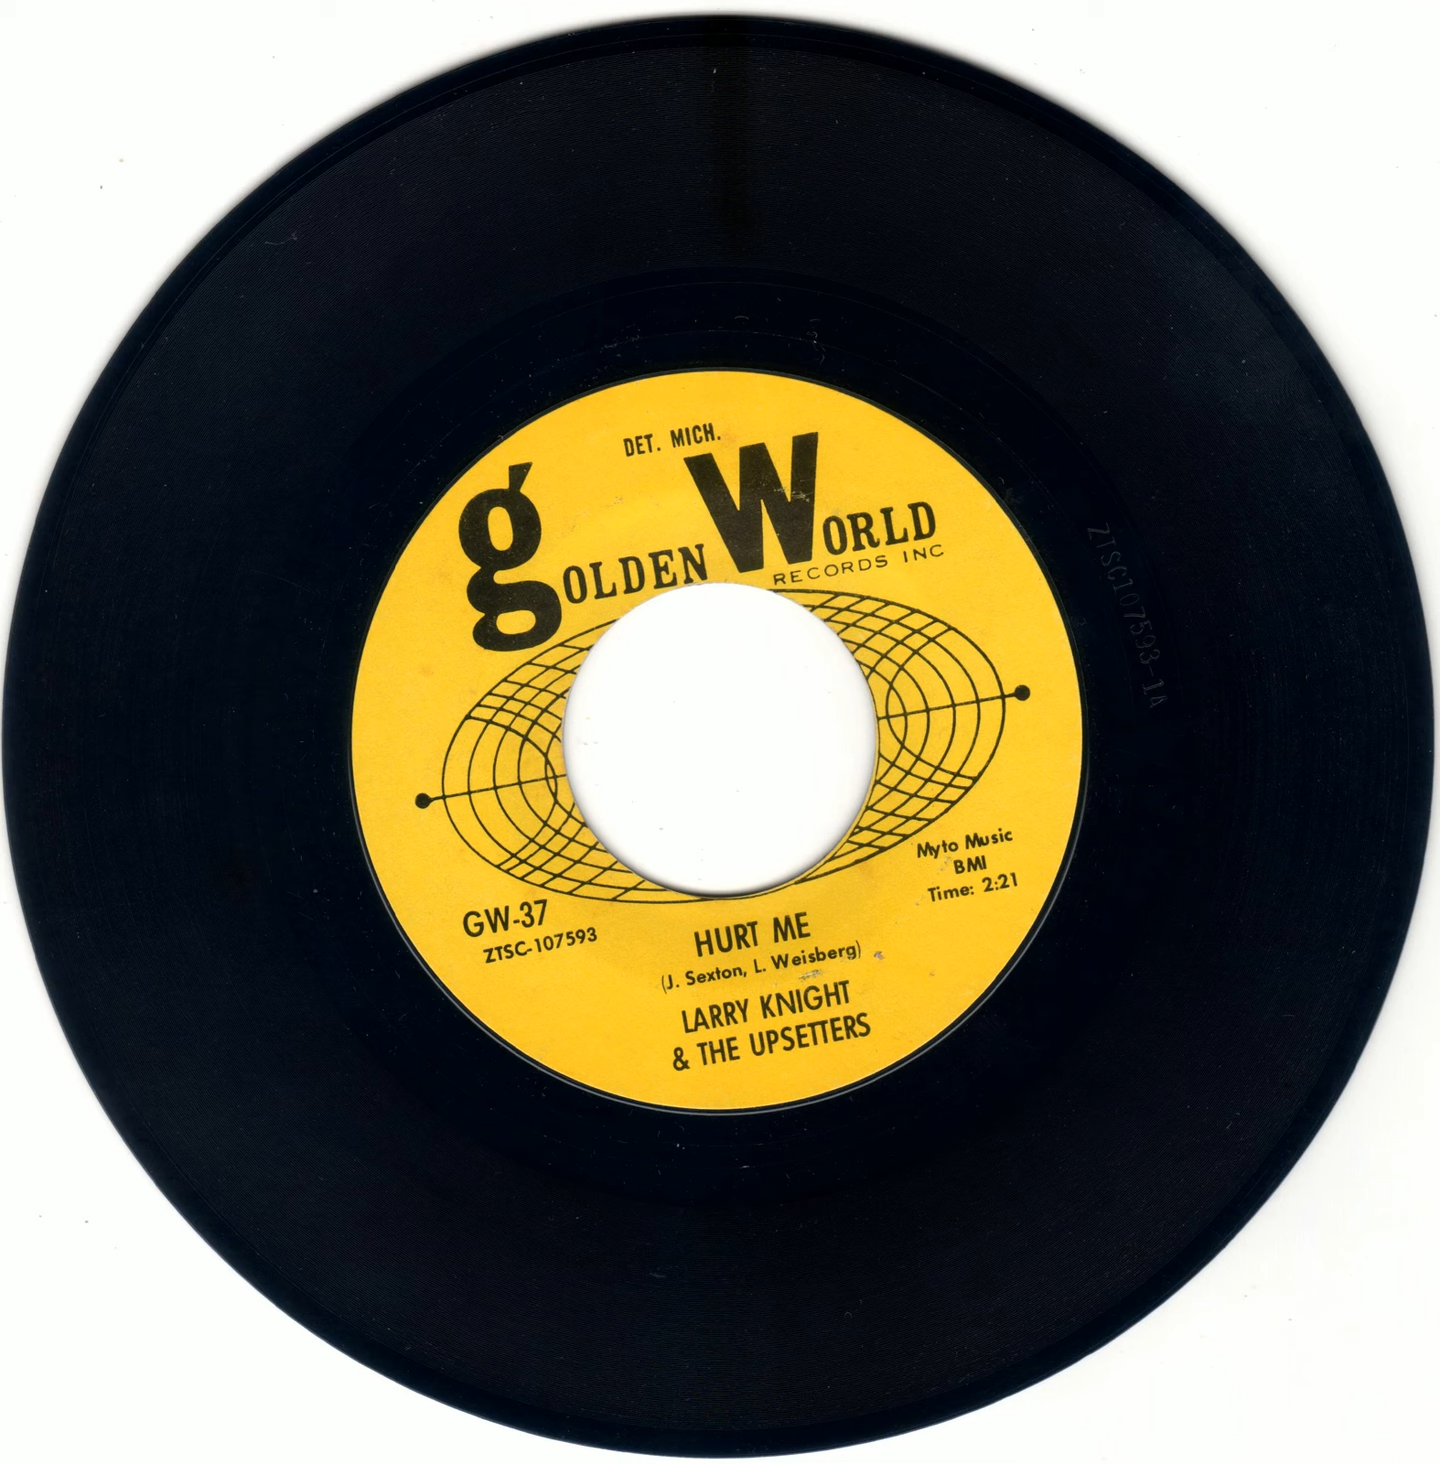 DET. MICH.
golden World
RECORDS INC
Myto Music
BMI
Time: 2:21
GW-37
ZTSC-107593
HURT ME
(J. Sexton, L. Weisberg)
LARRY KNIGHT
& THE UPSETTERS
ZTSC107593-1A